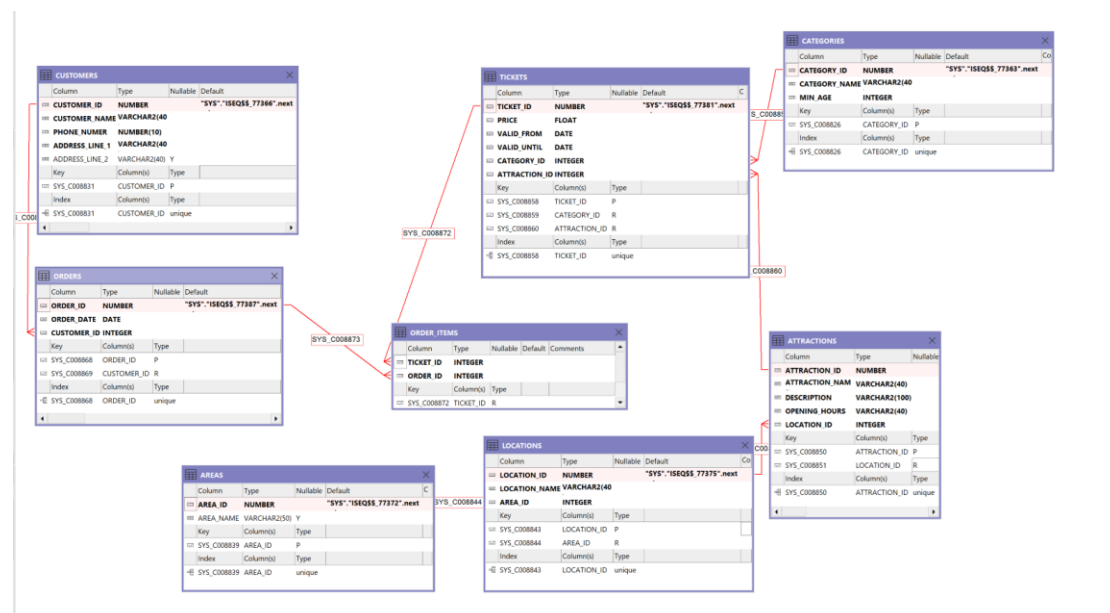 CUSTOMERS
Column Type Nullable Default
CUSTOMER_ID NUMBER "SYS"."ISEQ$$_77366".next
CUSTOMER_NAME VARCHAR2(40
PHONE_NUMER NUMBER(10)
ADDRESS_LINE_1 VARCHAR2(40
ADDRESS_LINE_2 VARCHAR2(40) Y
Key Column(s) Type
SYS_C008831 CUSTOMER_ID P
Index Column(s) Type
SYS_C008831 CUSTOMER_ID unique
ORDERS
Column Type Nullable Default
ORDER_ID NUMBER "SYS"."ISEQ$$_77387".next
ORDER_DATE DATE
CUSTOMER_ID INTEGER
Key Column(s) Type
SYS_C008868 ORDER_ID P
SYS_C008869 CUSTOMER_ID R
Index Column(s) Type
SYS_C008868 ORDER_ID unique
SYS_C008872
SYS_C008873
TICKETS
Column Type Nullable Default C
TICKET_ID NUMBER "SYS"."ISEQ$$_77381".next
PRICE FLOAT
VALID_FROM DATE
VALID_UNTIL DATE
CATEGORY_ID INTEGER
ATTRACTION_ID INTEGER
Key Column(s) Type
SYS_C008858 TICKET_ID P
SYS_C008859 CATEGORY_ID R
SYS_C008860 ATTRACTION_ID R
Index Column(s) Type
SYS_C008858 TICKET_ID unique
C008860
CATEGORIES
Column Type Nullable Default Co
CATEGORY_ID NUMBER "SYS"."ISEQ$$_77363".next
CATEGORY_NAME VARCHAR2(40
MIN_AGE INTEGER
Key Column(s) Type
SYS_C008826 CATEGORY_ID P
Index Column(s) Type
SYS_C008826 CATEGORY_ID unique
ORDER_ITEMS
Column Type Nullable Default Comments
TICKET_ID INTEGER
ORDER_ID INTEGER
Key Column(s) Type
SYS_C008872 TICKET_ID R
ATTRACTIONS
Column Type Nullable
ATTRACTION_ID NUMBER
ATTRACTION_NAM VARCHAR2(40)
DESCRIPTION VARCHAR2(100)
OPENING_HOURS VARCHAR2(40)
LOCATION_ID INTEGER
Key Column(s) Type
SYS_C008850 ATTRACTION_ID P
SYS_C008851 LOCATION_ID R
Index Column(s) Type
SYS_C008850 ATTRACTION_ID unique
AREAS
Column Type Nullable Default C
AREA_ID NUMBER "SYS"."ISEQ$$_77372".next
AREA_NAME VARCHAR2(50) Y
Key Column(s) Type
SYS_C008839 AREA_ID P
Index Column(s) Type
SYS_C008839 AREA_ID unique
SYS_C008844
LOCATIONS
Column Type Nullable Default Co
LOCATION_ID NUMBER "SYS"."ISEQ$$_77375".next
LOCATION_NAME VARCHAR2(40
AREA_ID INTEGER
Key Column(s) Type
SYS_C008843 LOCATION_ID P
SYS_C008844 AREA_ID R
Index Column(s) Type
SYS_C008843 LOCATION_ID unique